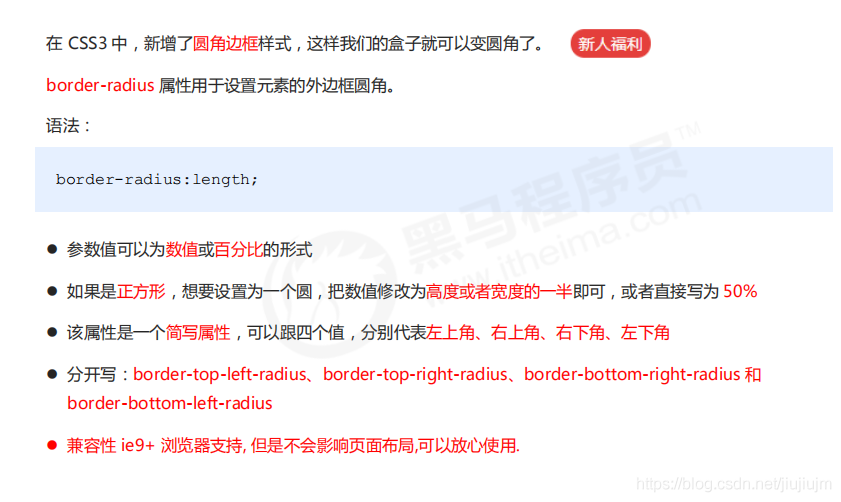 在 CSS3 中，新增了圆角边框样式，这样我们的盒子就可以变圆角了。 新人福利
border-radius 属性用于设置元素的外边框圆角。
语法：
border-radius:length;
黑马程序员™
www.itheima.com
● 参数值可以为数值或百分比的形式
● 如果是正方形，想要设置为一个圆，把数值修改为高度或者宽度的一半即可，或者直接写为 50%
● 该属性是一个简写属性，可以跟四个值，分别代表左上角、右上角、右下角、左下角
● 分开写：border-top-left-radius、border-top-right-radius、border-bottom-right-radius 和
border-bottom-left-radius
● 兼容性 ie9+ 浏览器支持, 但是不会影响页面布局,可以放心使用.
https://blog.csdn.net/jiujiujm